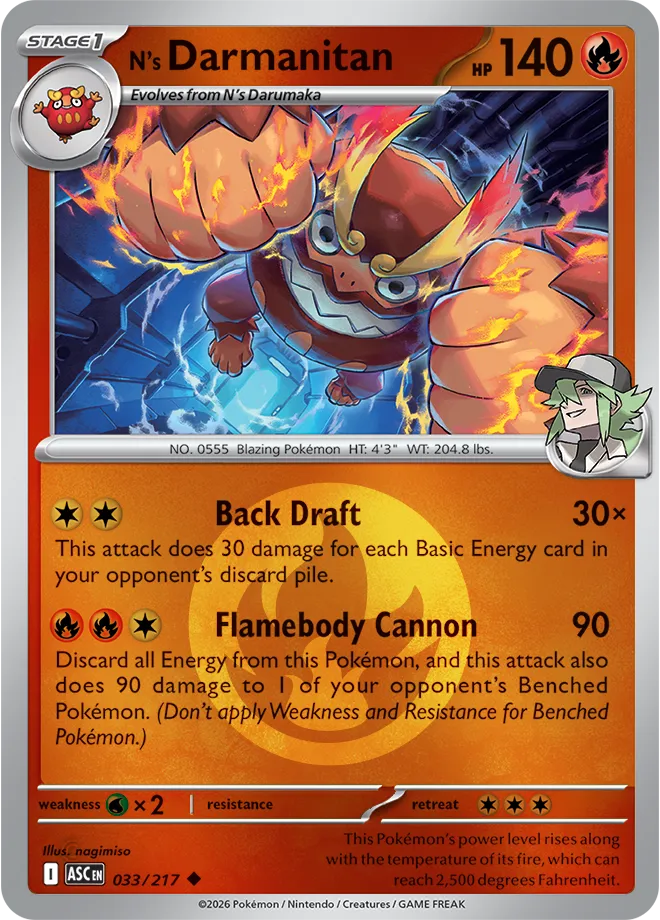 STAGE 1
N's Darmanitan HP 140
Evolves from N's Darumaka
NO. 0555 Blazing Pokémon HT: 4'3" WT: 204.8 lbs.
Back Draft 30×
This attack does 30 damage for each Basic Energy card in
your opponent's discard pile.
Flamebody Cannon 90
Discard all Energy from this Pokémon, and this attack also
does 90 damage to 1 of your opponent's Benched
Pokémon. (Don't apply Weakness and Resistance for Benched
Pokémon.)
weakness × 2 resistance retreat
Illus. nagimiso
This Pokémon's power level rises along
with the temperature of its fire, which can
reach 2,500 degrees Fahrenheit.
I ASC EN 033/217
©2026 Pokémon / Nintendo / Creatures / GAME FREAK